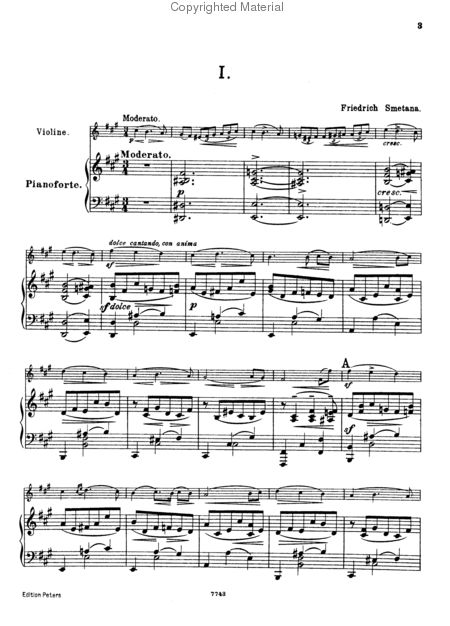 Copyrighted Material
3
I.
Friedrich Smetana.
Moderato.
Violine.
p
cresc.
Moderato.
Pianoforte.
p
cresc.
dolce cantando, con anima
sf dolce
p
A
sf
sf
Edition Peters
7743